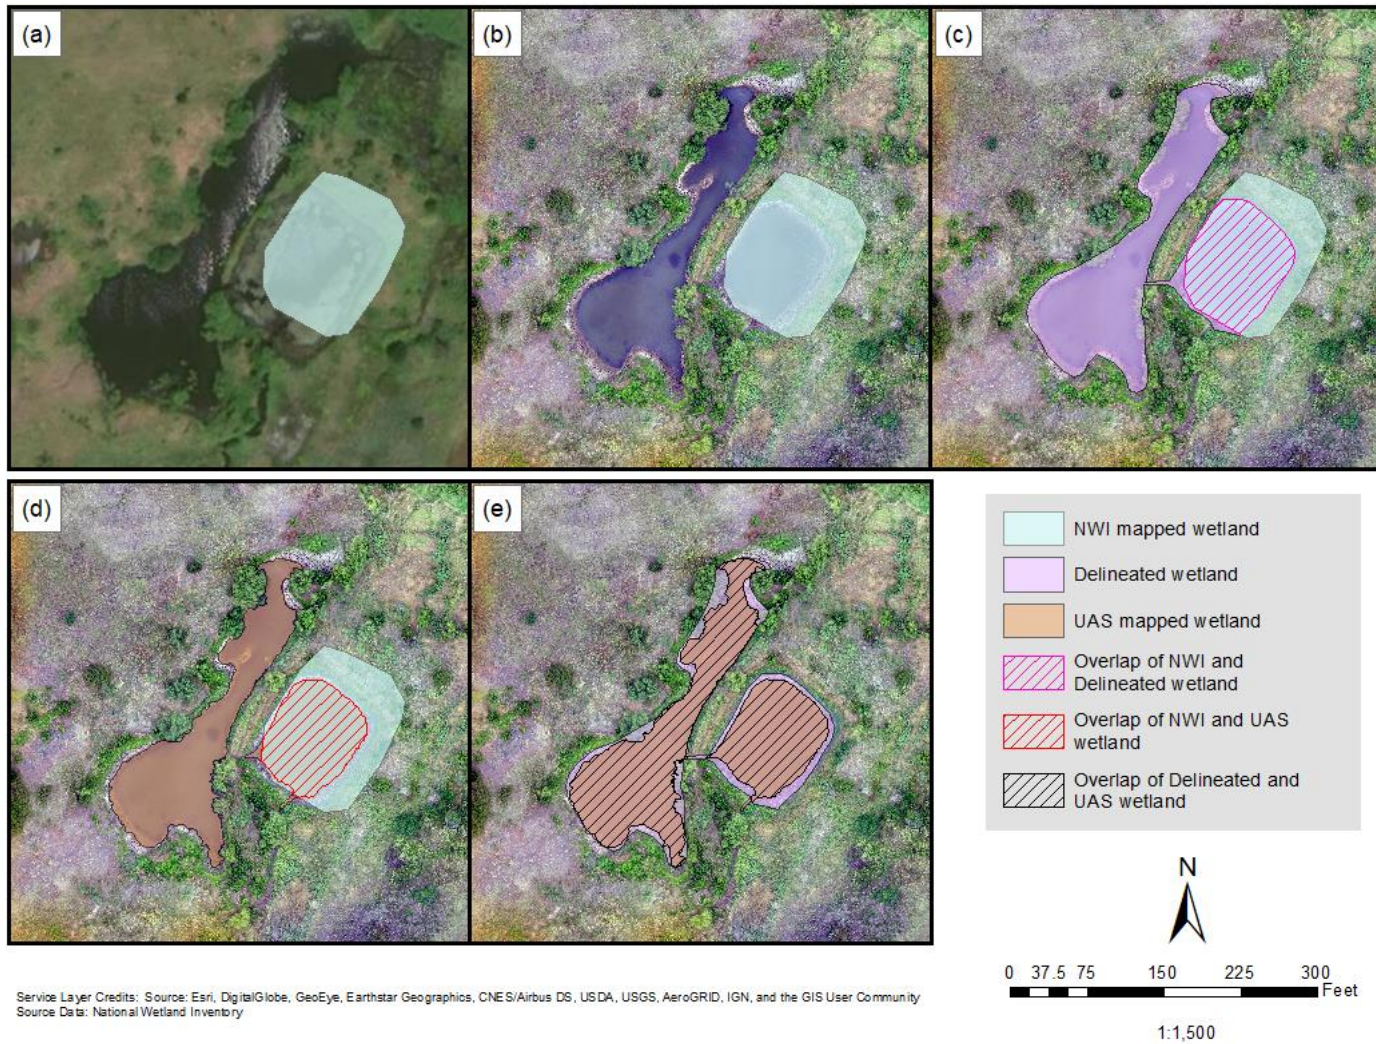 (a)
(b)
(c)
(d)
(e)
NWI mapped wetland
Delineated wetland
UAS mapped wetland
Overlap of NWI and
Delineated wetland
Overlap of NWI and UAS
wetland
Overlap of Delineated and
UAS wetland
N
0 37.5 75 150 225 300
Feet
1:1,500
Service Layer Credits: Source: Esri, DigitalGlobe, GeoEye, Earthstar Geographics, CNES/Airbus DS, USDA, USGS, AeroGRID, IGN, and the GIS User Community
Source Data: National Wetland Inventory